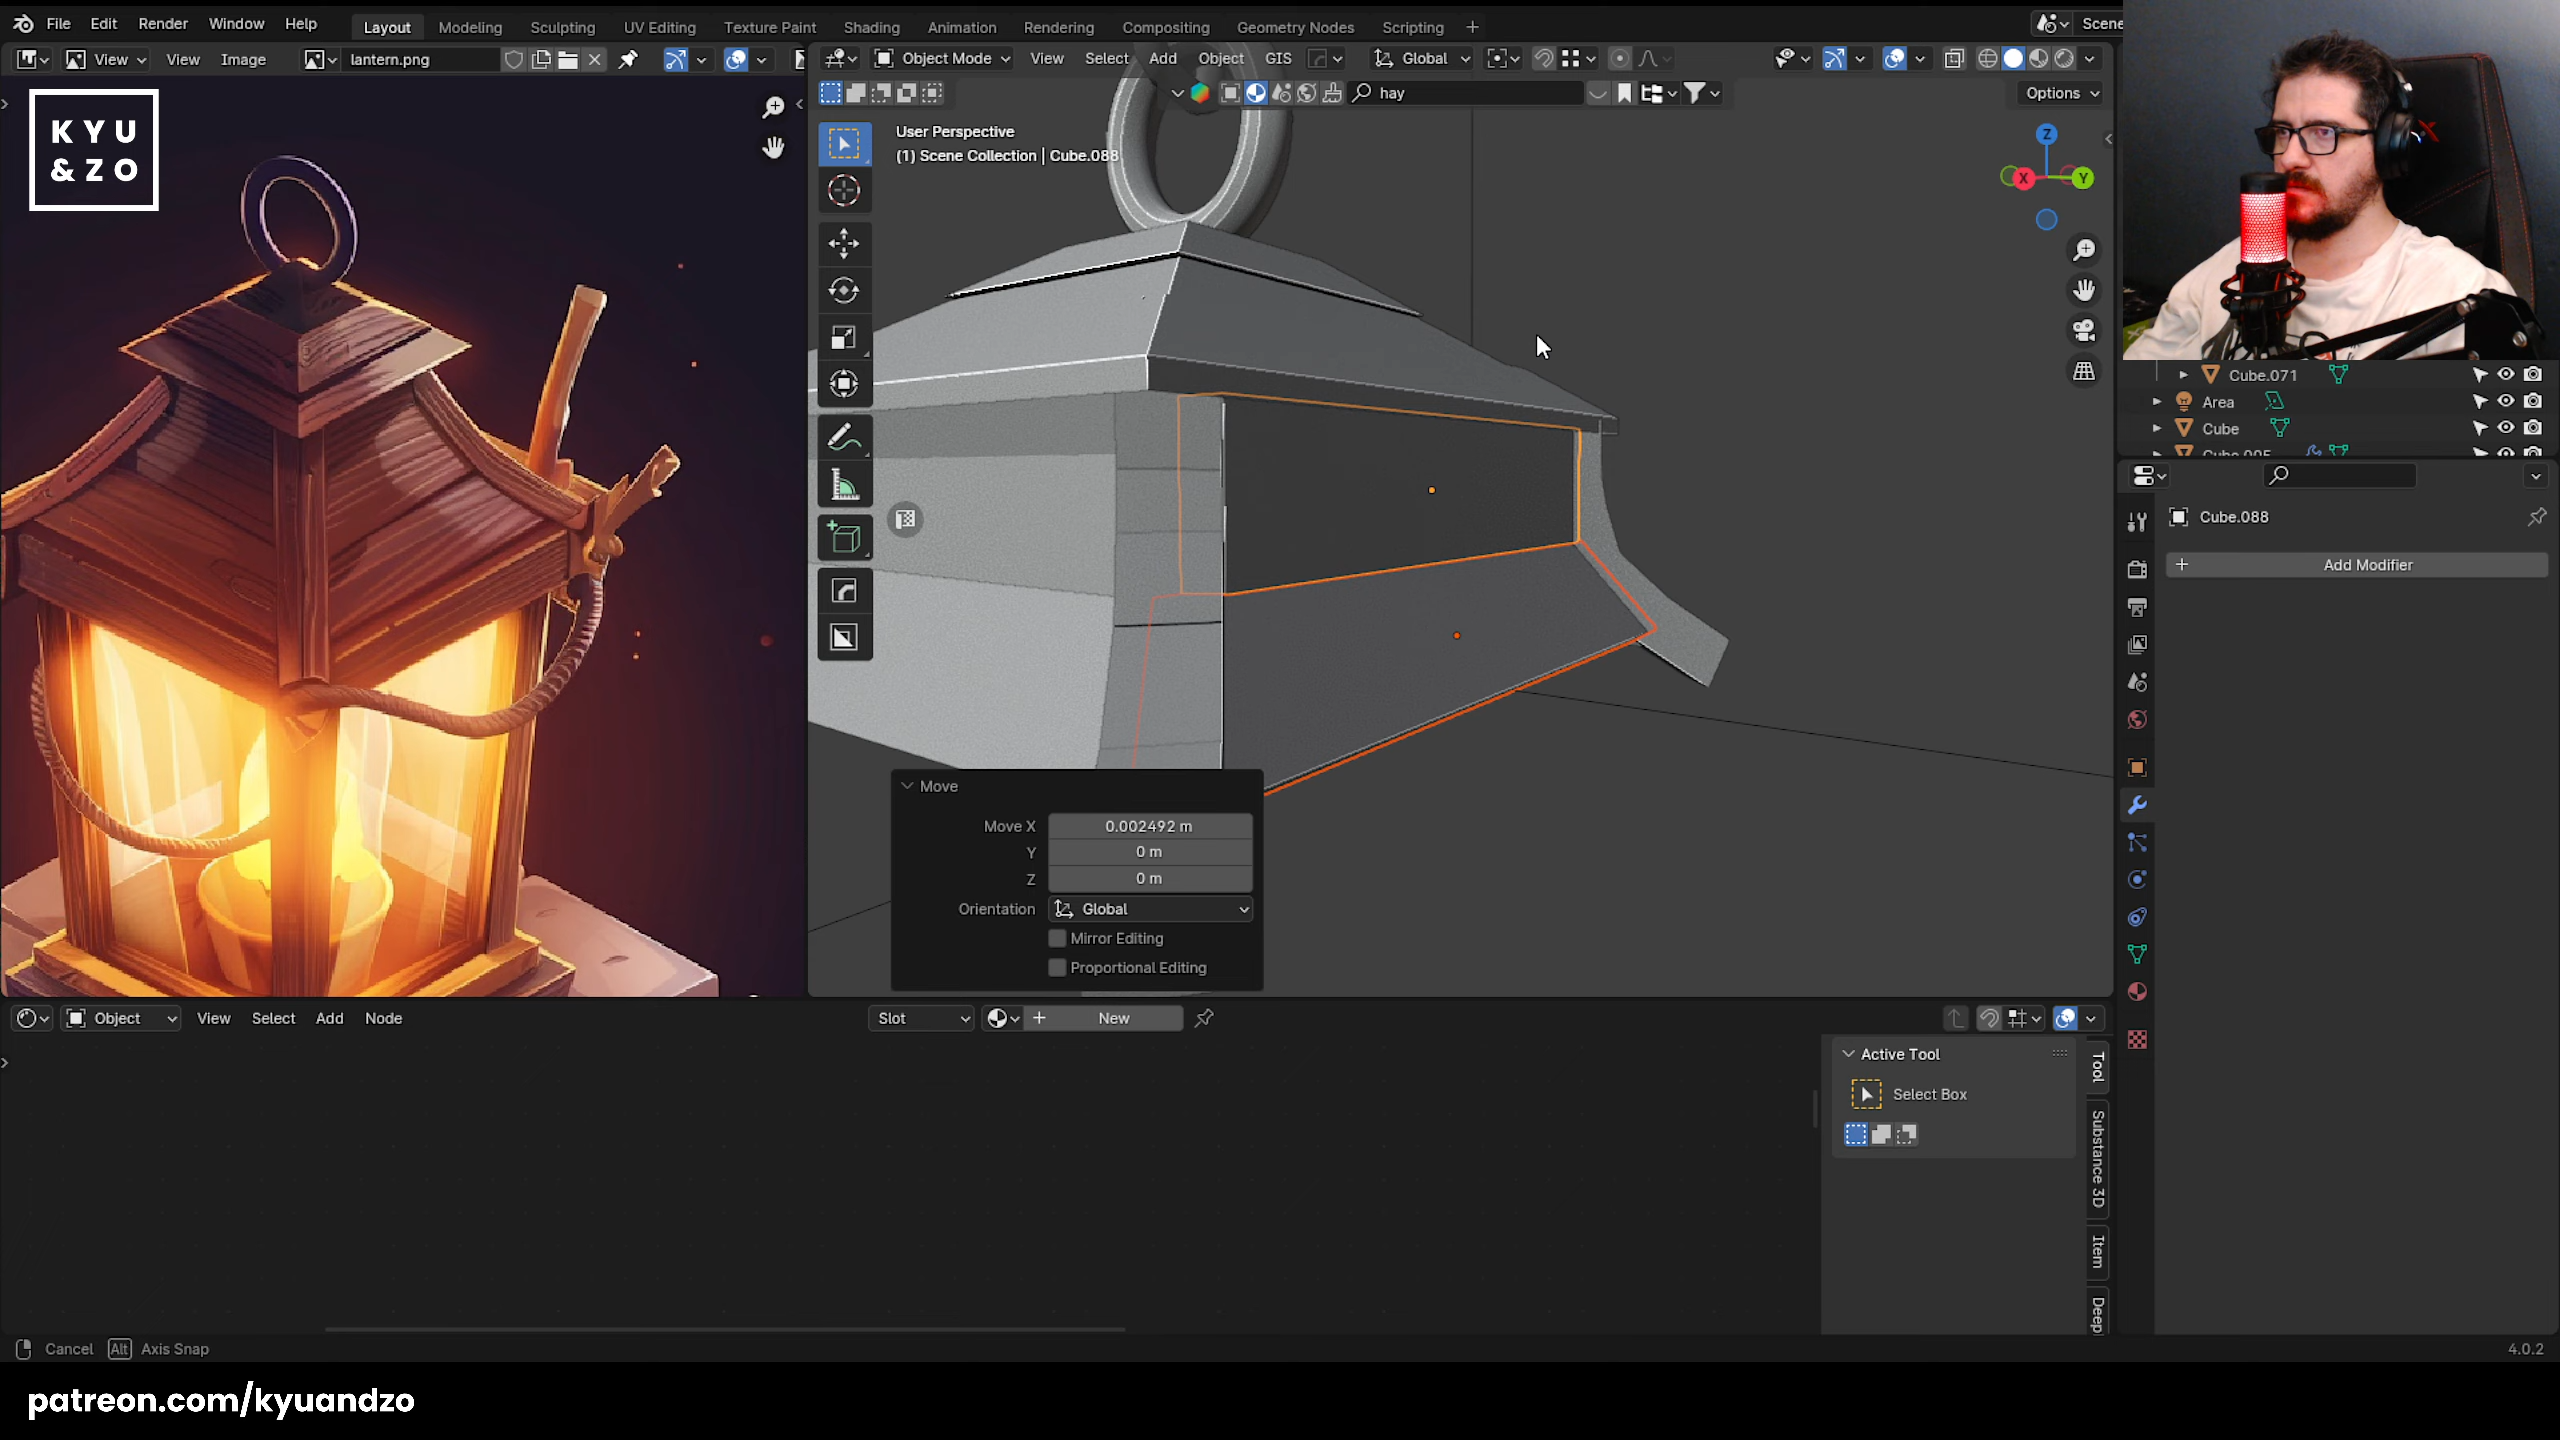 File Edit Render Window Help
Layout Modeling Sculpting UV Editing Texture Paint Shading Animation Rendering Compositing Geometry Nodes Scripting +
Scene
View View Image lantern.png
Object Mode View Select Add Object GIS Global
hay
Options
KYU
& ZO
User Perspective
(1) Scene Collection | Cube.088
Z
X
Y
Cube.071
Area
Cube
Cube.005
Cube.088
+ Add Modifier
Move
Move X 0.002492 m
Y 0 m
Z 0 m
Orientation Global
Mirror Editing
Proportional Editing
Object View Select Add Node
Slot
+ New
Active Tool
Select Box
Tool
Substance 3D
Item
Deep
Cancel Alt Axis Snap
4.0.2
patreon.com/kyuandzo